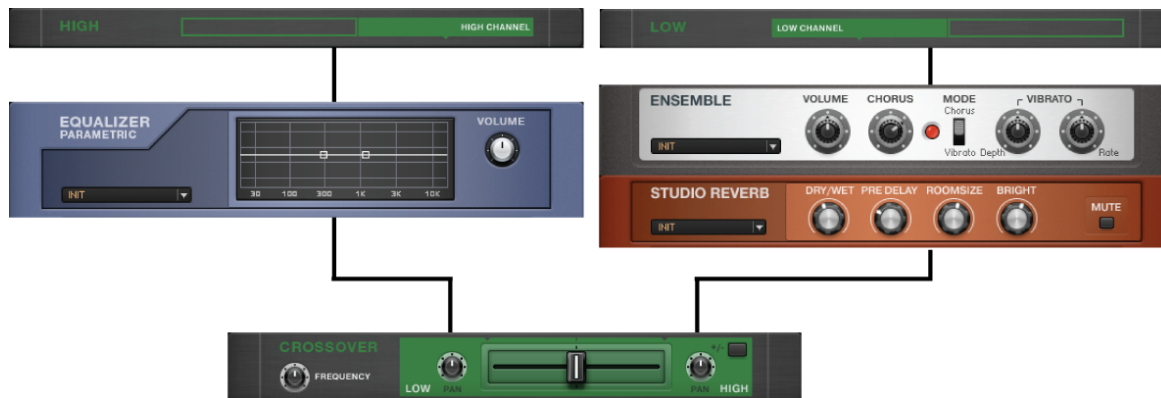 HIGH
HIGH CHANNEL
LOW
LOW CHANNEL
EQUALIZER
PARAMETRIC
VOLUME
INIT
30 100 300 1K 3K 10K
ENSEMBLE
VOLUME CHORUS MODE VIBRATO
Chorus
INIT
Vibrato Depth Rate
STUDIO REVERB
DRY/WET PRE DELAY ROOMSIZE BRIGHT
MUTE
INIT
CROSSOVER
FREQUENCY
LOW PAN
+/-
PAN HIGH